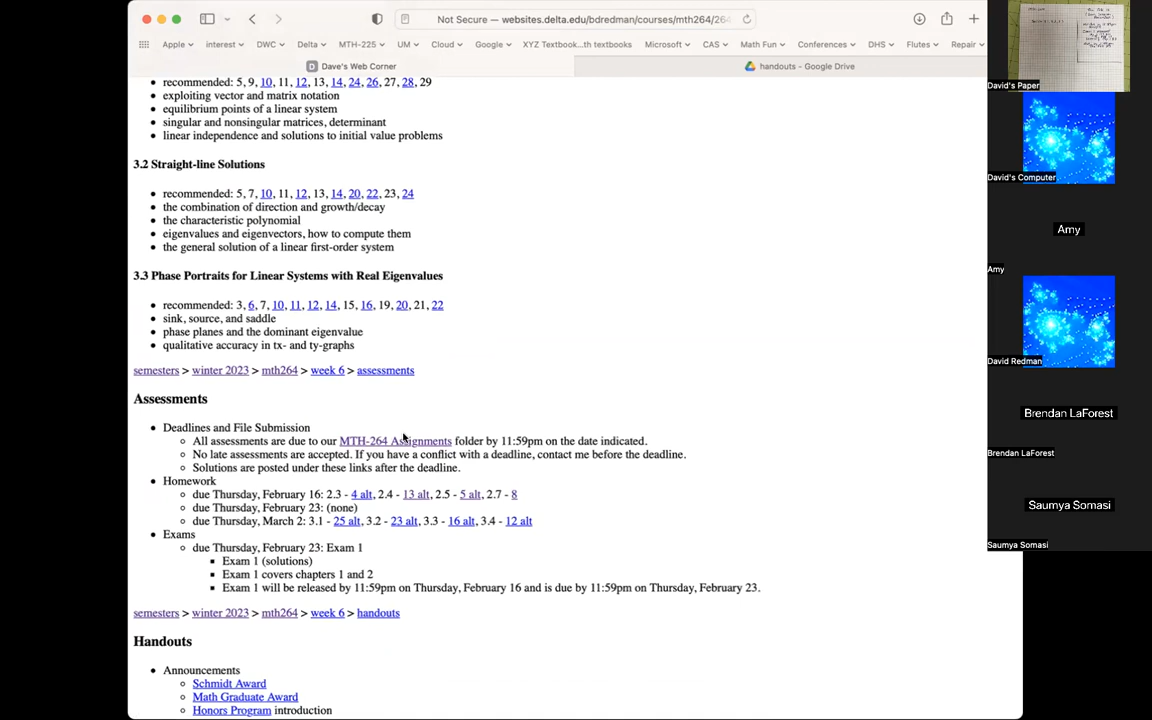 Not Secure — websites.delta.edu/bdredman/courses/mth264/264
Apple
interest
DWC
Delta
MTH-225
UM
Cloud
Google
XYZ Textbook...th textbooks
Microsoft
CAS
Math Fun
Conferences
DHS
Flutes
Repair
Dave's Web Corner
handouts - Google Drive
recommended: 5, 9, 10, 11, 12, 13, 14, 24, 26, 27, 28, 29
exploiting vector and matrix notation
equilibrium points of a linear system
singular and nonsingular matrices, determinant
linear independence and solutions to initial value problems
3.2 Straight-line Solutions
recommended: 5, 7, 10, 11, 12, 13, 14, 20, 22, 23, 24
the combination of direction and growth/decay
the characteristic polynomial
eigenvalues and eigenvectors, how to compute them
the general solution of a linear first-order system
3.3 Phase Portraits for Linear Systems with Real Eigenvalues
recommended: 3, 6, 7, 10, 11, 12, 14, 15, 16, 19, 20, 21, 22
sink, source, and saddle
phase planes and the dominant eigenvalue
qualitative accuracy in tx- and ty-graphs
semesters > winter 2023 > mth264 > week 6 > assessments
Assessments
Deadlines and File Submission
All assessments are due to our MTH-264 Assignments folder by 11:59pm on the date indicated.
No late assessments are accepted. If you have a conflict with a deadline, contact me before the deadline.
Solutions are posted under these links after the deadline.
Homework
due Thursday, February 16: 2.3 - 4 alt, 2.4 - 13 alt, 2.5 - 5 alt, 2.7 - 8
due Thursday, February 23: (none)
due Thursday, March 2: 3.1 - 25 alt, 3.2 - 23 alt, 3.3 - 16 alt, 3.4 - 12 alt
Exams
due Thursday, February 23: Exam 1
Exam 1 (solutions)
Exam 1 covers chapters 1 and 2
Exam 1 will be released by 11:59pm on Thursday, February 16 and is due by 11:59pm on Thursday, February 23.
semesters > winter 2023 > mth264 > week 6 > handouts
Handouts
Announcements
Schmidt Award
Math Graduate Award
Honors Program introduction
David's Paper
David's Computer
Amy
Amy
David Redman
Brendan LaForest
Brendan LaForest
Saumya Somasi
Saumya Somasi